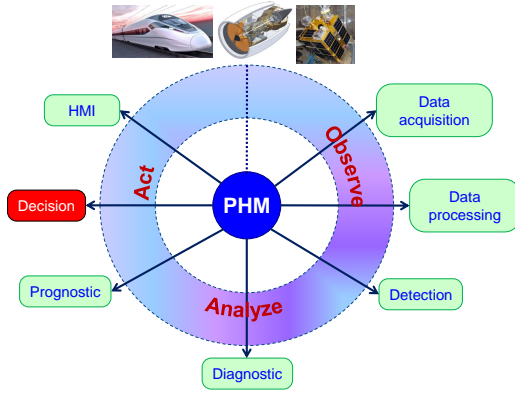 HMI
Data
acquisition
Observe
Act
Decision
PHM
Data
processing
Prognostic
Analyze
Detection
Diagnostic